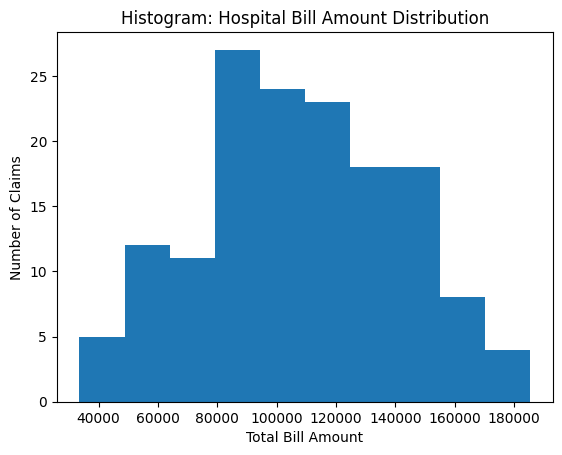 Histogram: Hospital Bill Amount Distribution
25
20
15
10
5
0
Number of Claims
40000 60000 80000 100000 120000 140000 160000 180000
Total Bill Amount